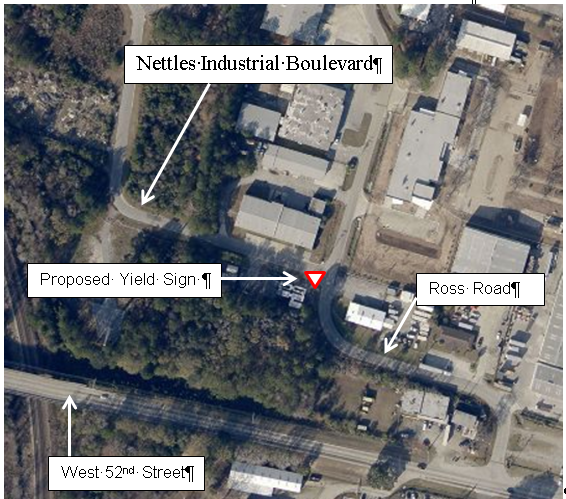 Nettles·Industrial·Boulevard¶
Proposed· Yield· Sign·¶
Ross· Road¶
West· 52nd· Street¶